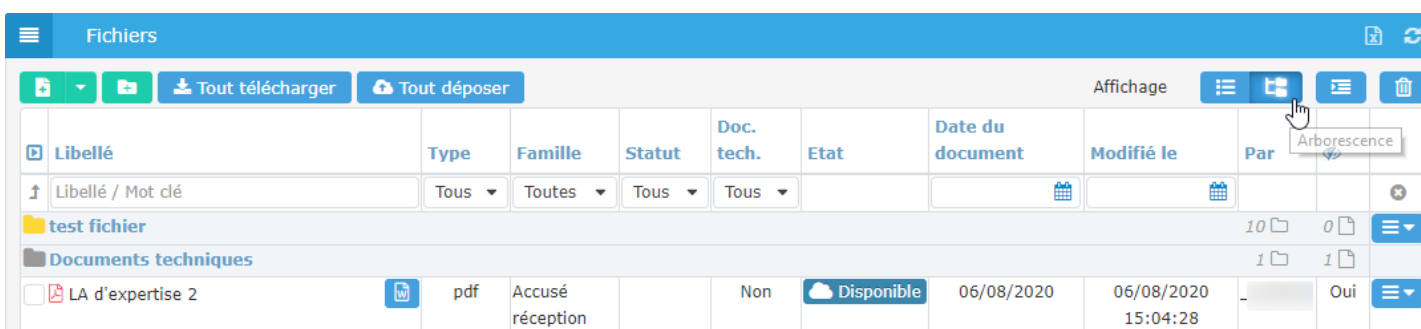 Fichiers
Tout télécharger Tout déposer Affichage
Arborescence
Libellé Type Famille Statut Doc. tech. Etat Date du document Modifié le Par
Libellé / Mot clé Tous Toutes Tous Tous
test fichier 10 0
Documents techniques 1 1
LA d'expertise 2 pdf Accusé réception Non Disponible 06/08/2020 06/08/2020 15:04:28 Oui